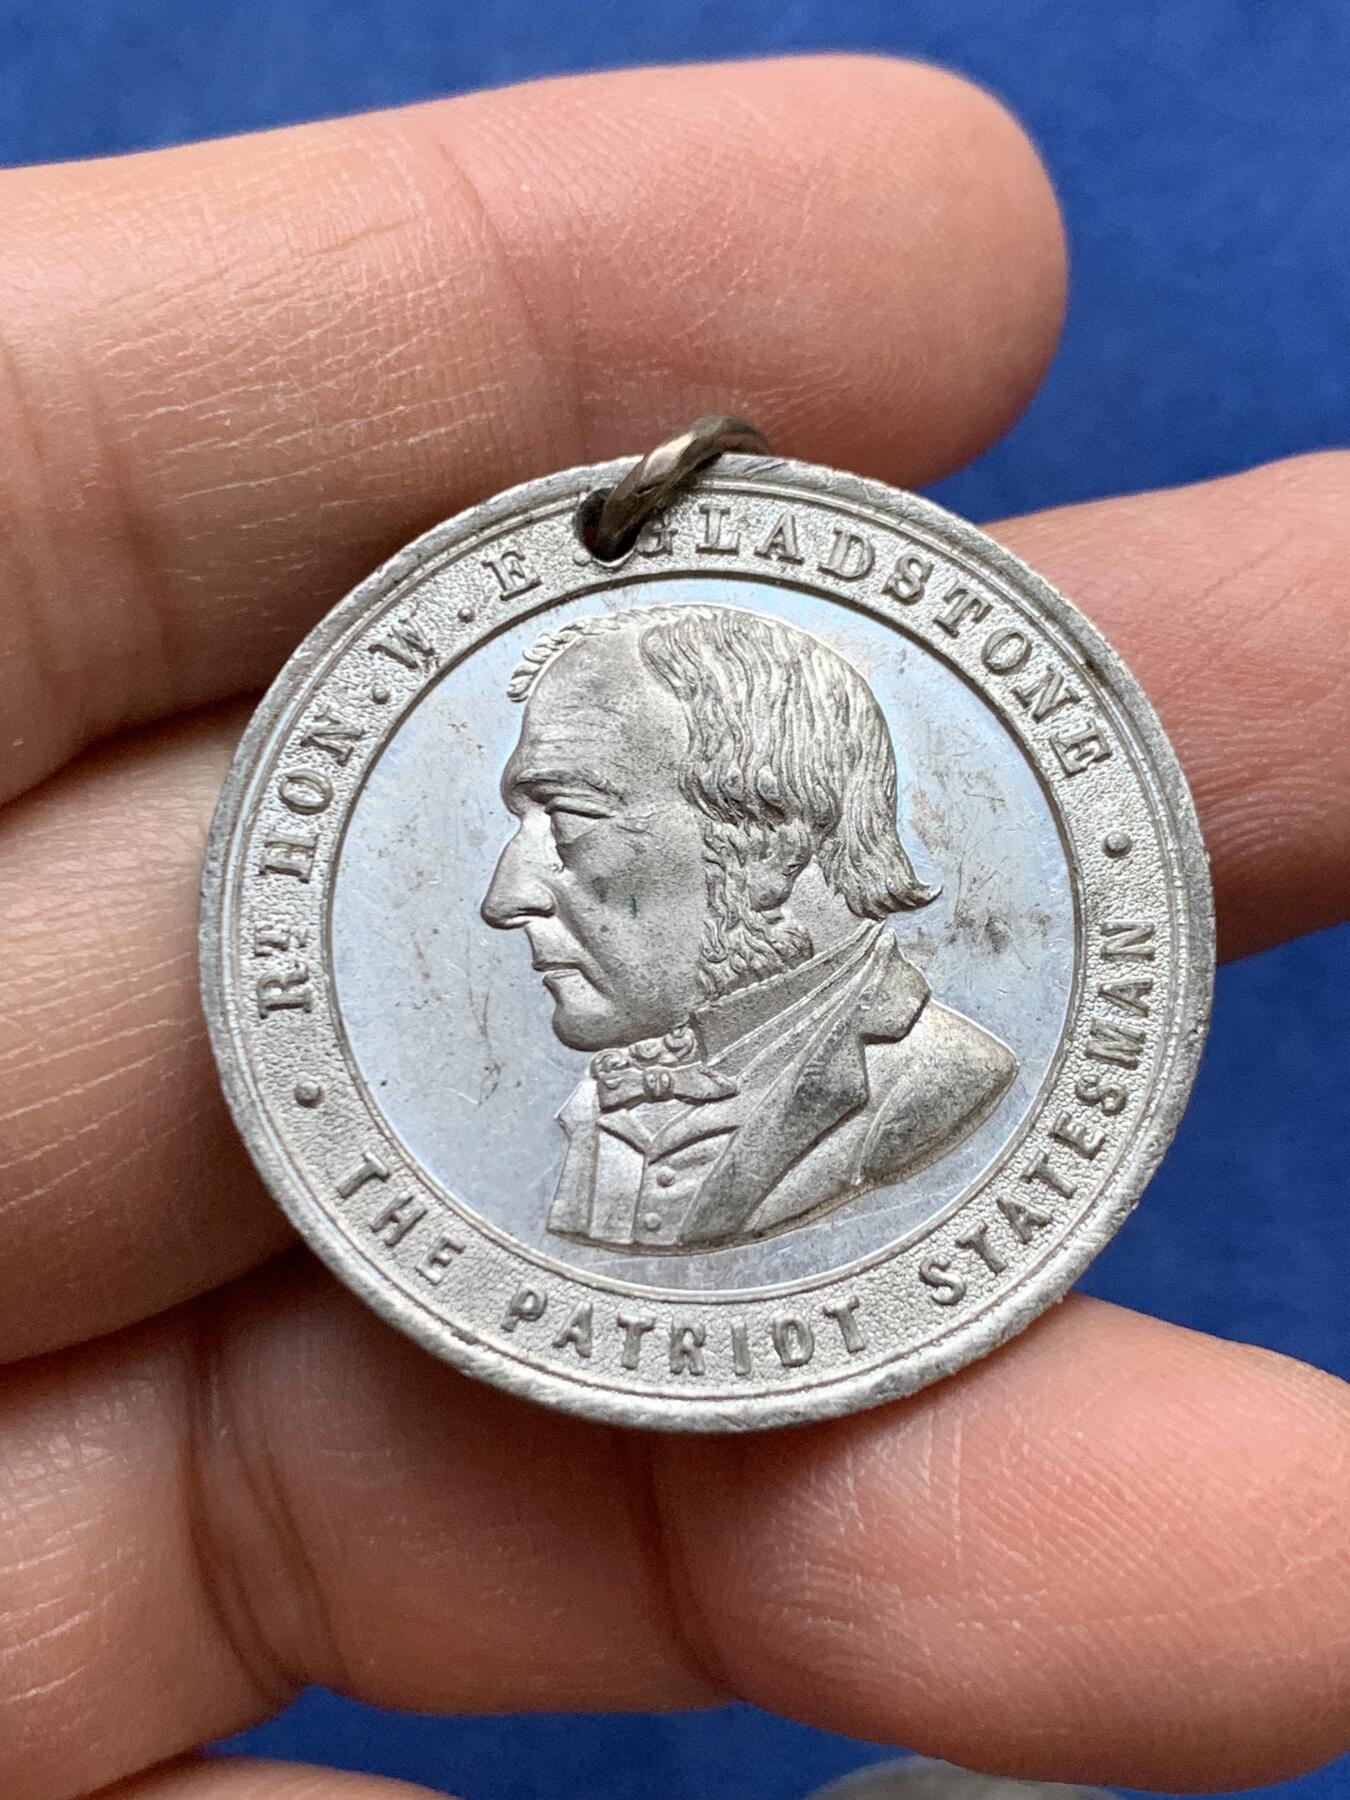 · RT HON · W · E · GLADSTONE ·
THE PATRIOT STATESMAN